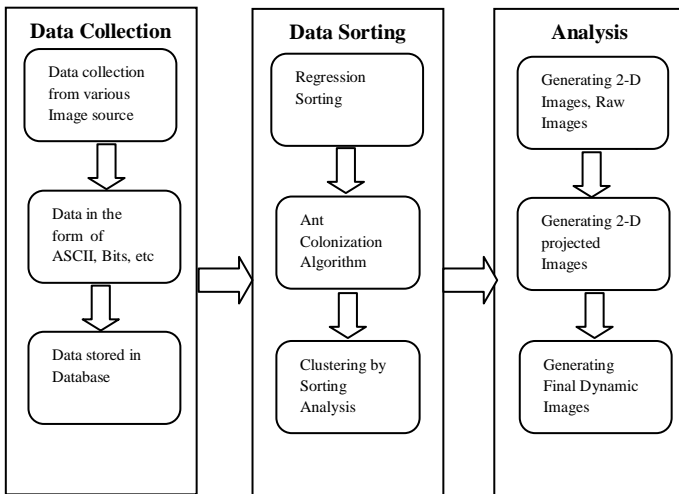 Data Collection
Data collection
from various
Image source
Data in the
form of
ASCII, Bits, etc
Data stored in
Database
Data Sorting
Regression
Sorting
Ant
Colonization
Algorithm
Clustering by
Sorting
Analysis
Analysis
Generating 2-D
Images, Raw
Images
Generating 2-D
projected
Images
Generating
Final Dynamic
Images